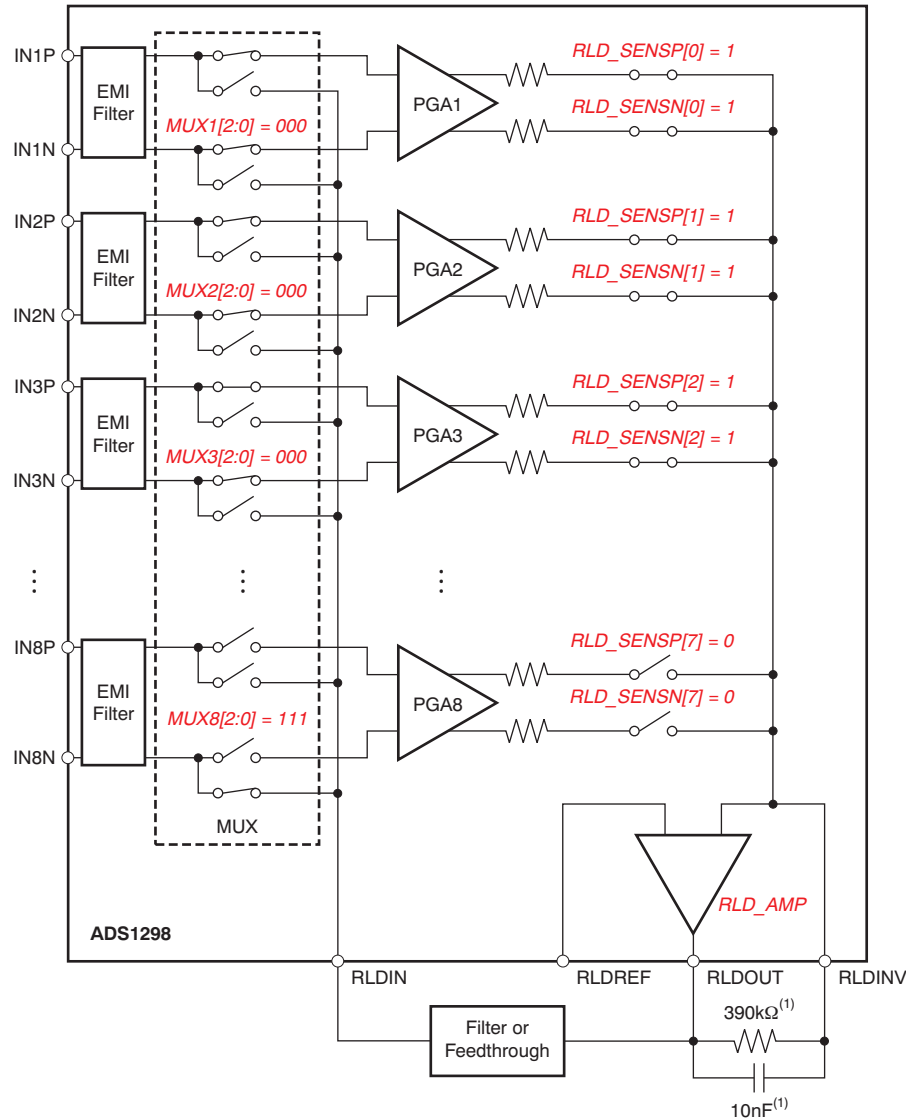 IN1P
EMI
Filter
IN1N
MUX1[2:0] = 000
PGA1
RLD_SENSP[0] = 1
RLD_SENSN[0] = 1
IN2P
EMI
Filter
IN2N
MUX2[2:0] = 000
PGA2
RLD_SENSP[1] = 1
RLD_SENSN[1] = 1
IN3P
EMI
Filter
IN3N
MUX3[2:0] = 000
PGA3
RLD_SENSP[2] = 1
RLD_SENSN[2] = 1
IN8P
EMI
Filter
IN8N
MUX8[2:0] = 111
PGA8
RLD_SENSP[7] = 0
RLD_SENSN[7] = 0
MUX
RLD_AMP
ADS1298
RLDIN
RLDREF
RLDOUT
RLDINV
Filter or
Feedthrough
390kΩ(1)
10nF(1)